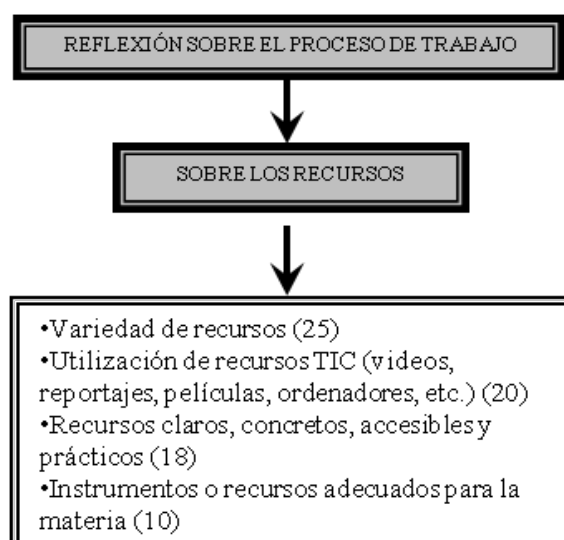 REFLEXIÓN SOBRE EL PROCESO DE TRABAJO
SOBRE LOS RECURSOS
•Variedad de recursos (25)
•Utilización de recursos TIC (videos,
reportajes, películas, ordenadores, etc.) (20)
•Recursos claros, concretos, accesibles y
prácticos (18)
•Instrumentos o recursos adecuados para la
materia (10)